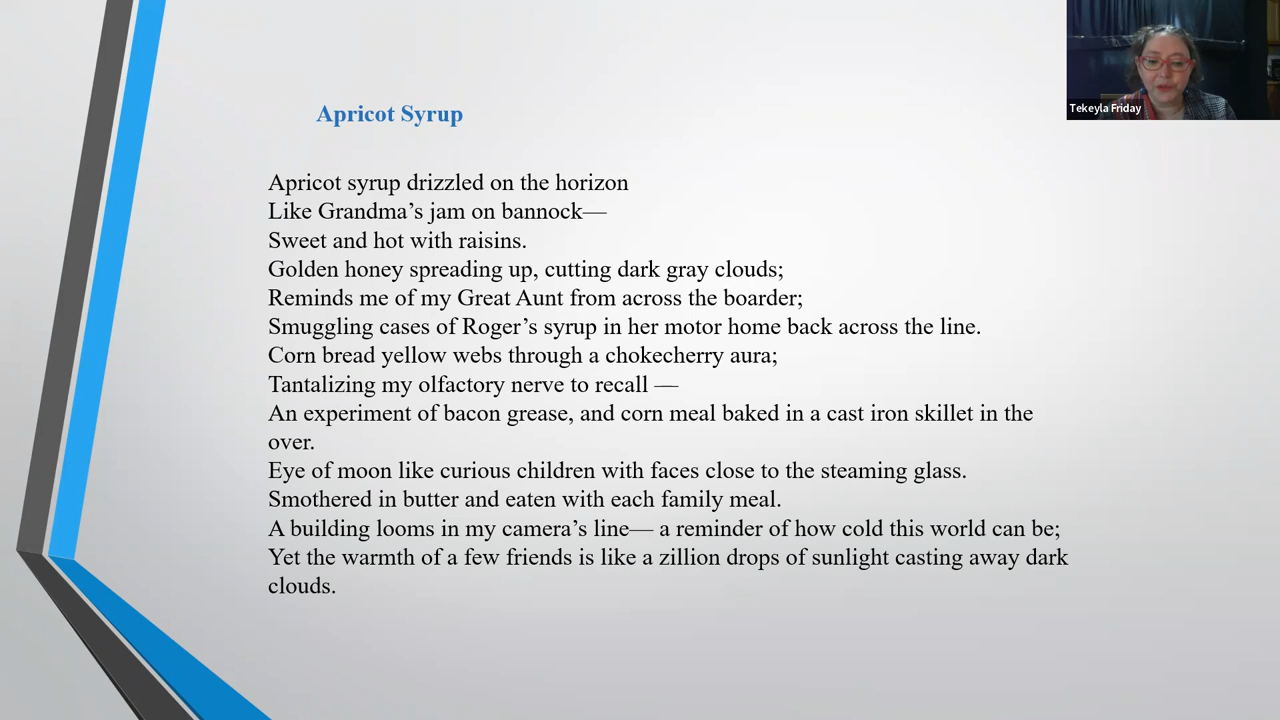 Tekeyla Friday
Apricot Syrup
Apricot syrup drizzled on the horizon
Like Grandma’s jam on bannock—
Sweet and hot with raisins.
Golden honey spreading up, cutting dark gray clouds;
Reminds me of my Great Aunt from across the boarder;
Smuggling cases of Roger’s syrup in her motor home back across the line.
Corn bread yellow webs through a chokecherry aura;
Tantalizing my olfactory nerve to recall —
An experiment of bacon grease, and corn meal baked in a cast iron skillet in the
over.
Eye of moon like curious children with faces close to the steaming glass.
Smothered in butter and eaten with each family meal.
A building looms in my camera’s line— a reminder of how cold this world can be;
Yet the warmth of a few friends is like a zillion drops of sunlight casting away dark
clouds.